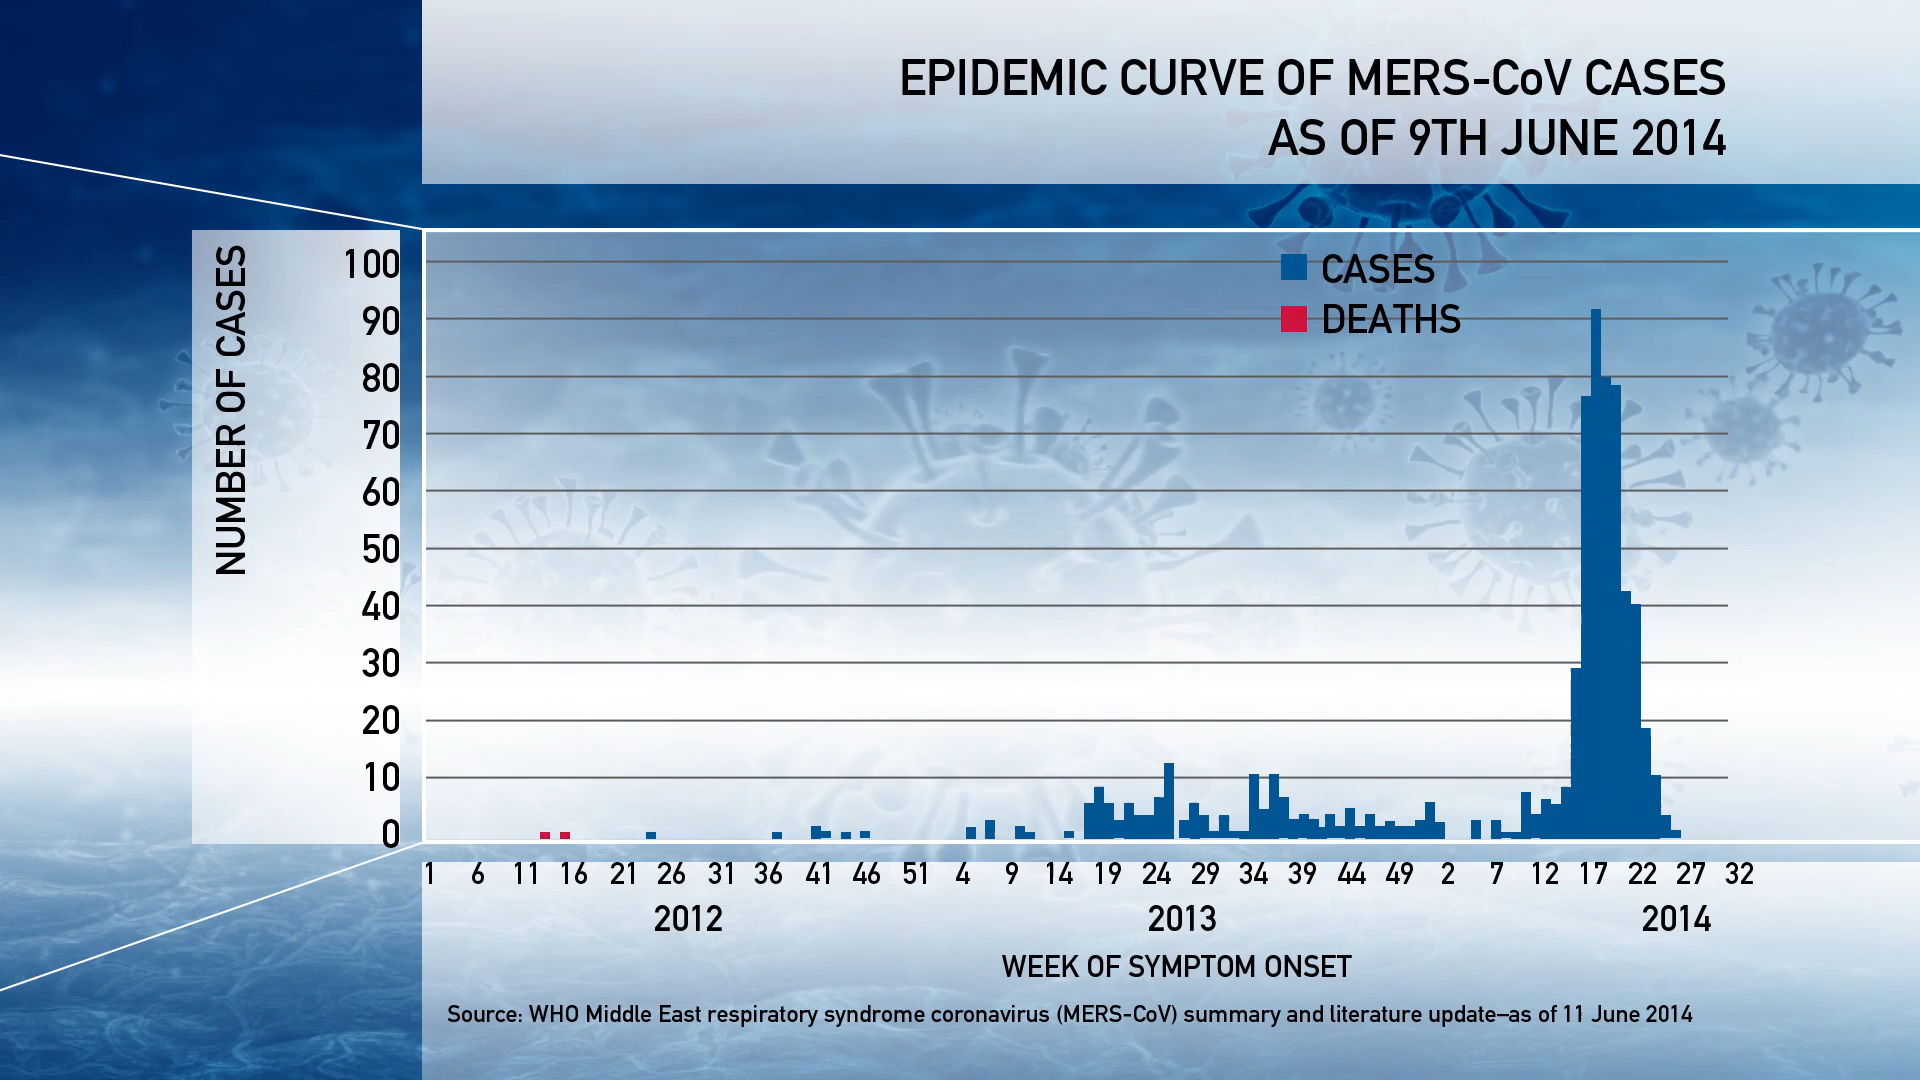 EPIDEMIC CURVE OF MERS-CoV CASES
AS OF 9TH JUNE 2014
NUMBER OF CASES
100
90
80
70
60
50
40
30
20
10
0
CASES
DEATHS
1 6 11 16 21 26 31 36 41 46 51 4 9 14 19 24 29 34 39 44 49 2 7 12 17 22 27 32
2012 2013 2014
WEEK OF SYMPTOM ONSET
Source: WHO Middle East respiratory syndrome coronavirus (MERS-CoV) summary and literature update–as of 11 June 2014